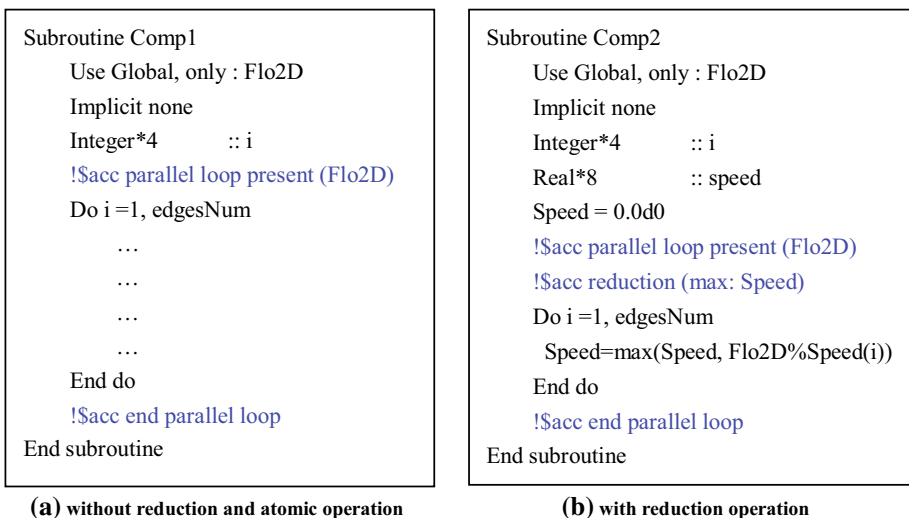 Subroutine Comp1
Use Global, only : Flo2D
Implicit none
Integer*4 :: i
!$acc parallel loop present (Flo2D)
Do i =1, edgesNum
…
…
…
…
End do
!$acc end parallel loop
End subroutine
(a) without reduction and atomic operation
Subroutine Comp2
Use Global, only : Flo2D
Implicit none
Integer*4 :: i
Real*8 :: speed
Speed = 0.0d0
!$acc parallel loop present (Flo2D)
!$acc reduction (max: Speed)
Do i =1, edgesNum
Speed=max(Speed, Flo2D%Speed(i))
End do
!$acc end parallel loop
End subroutine
(b) with reduction operation